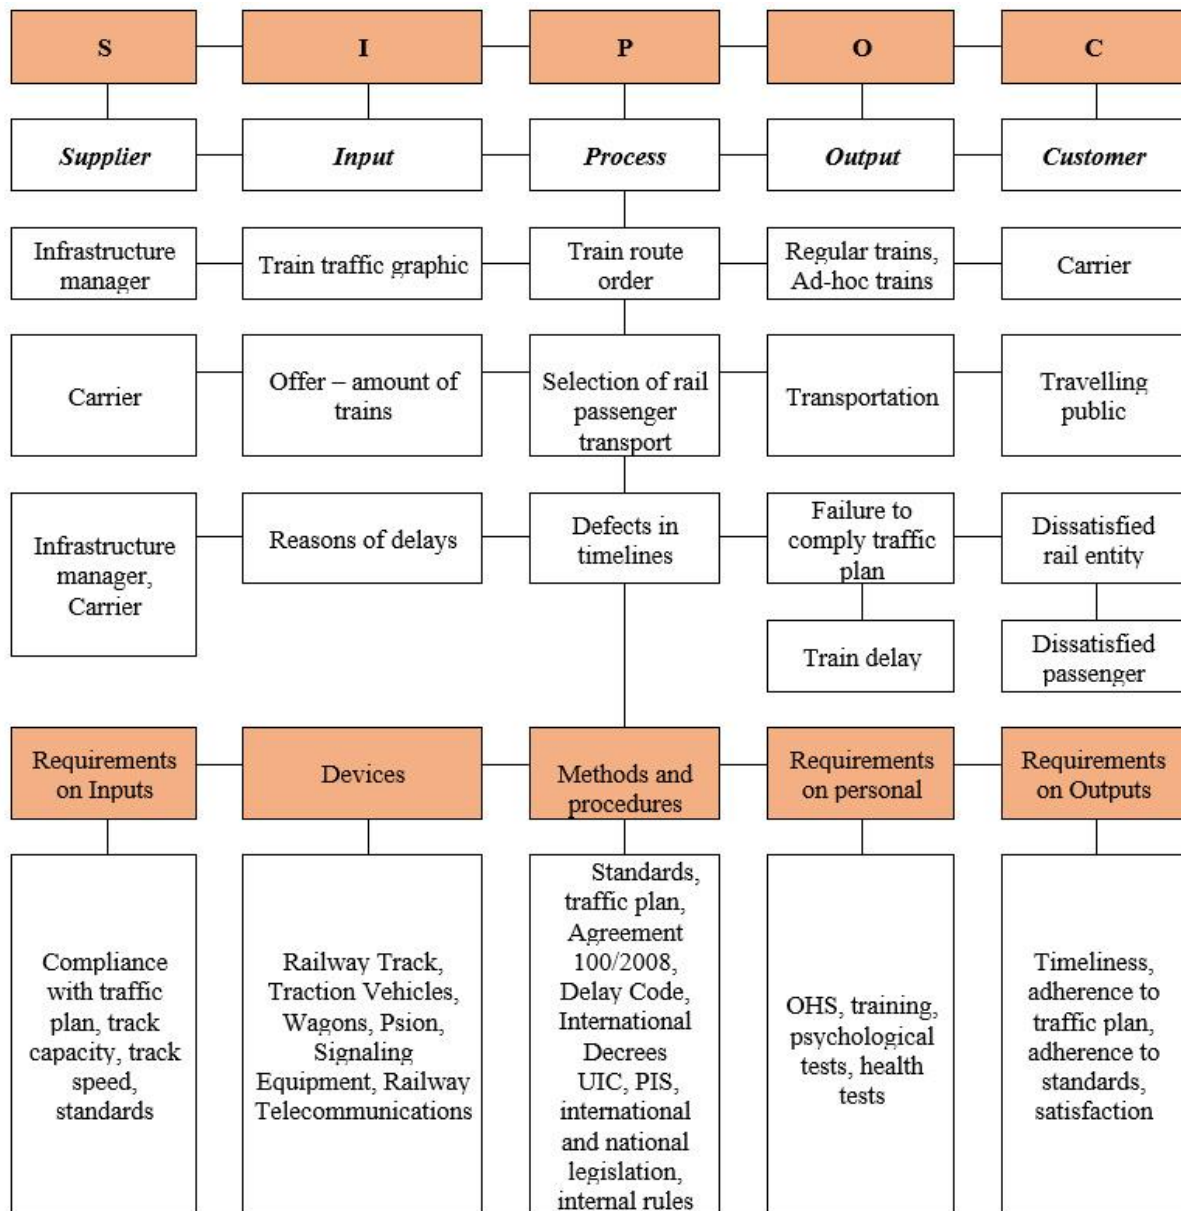 S
I
P
O
C
Supplier
Input
Process
Output
Customer
Infrastructure
manager
Train traffic graphic
Train route
order
Regular trains,
Ad-hoc trains
Carrier
Carrier
Offer – amount of
trains
Selection of rail
passenger
transport
Transportation
Travelling
public
Infrastructure
manager,
Carrier
Reasons of delays
Defects in
timelines
Failure to
comply traffic
plan
Dissatisfied
rail entity
Train delay
Dissatisfied
passenger
Requirements
on Inputs
Devices
Methods and
procedures
Requirements
on personal
Requirements
on Outputs
Compliance
with traffic
plan, track
capacity, track
speed,
standards
Railway Track,
Traction Vehicles,
Wagons, Psion,
Signaling
Equipment, Railway
Telecommunications
Standards,
traffic plan,
Agreement
100/2008,
Delay Code,
International
Decrees
UIC, PIS,
international
and national
legislation,
internal rules
OHS, training,
psychological
tests, health
tests
Timeliness,
adherence to
traffic plan,
adherence to
standards,
satisfaction